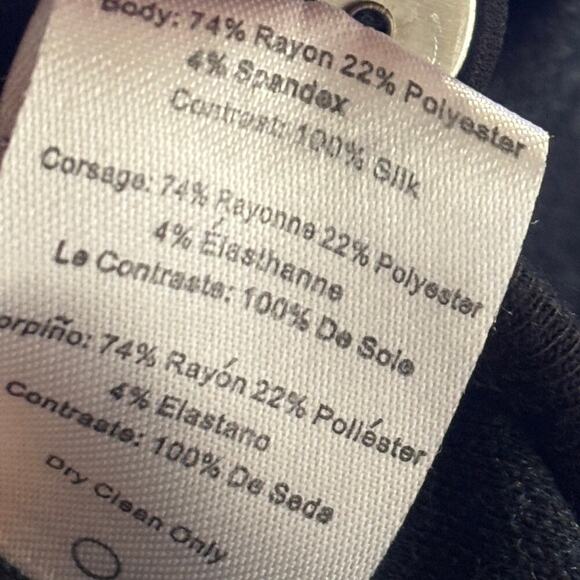 Body: 74% Rayon 22% Polyester
4% Spandex
Contrast: 100% Silk
Corsage: 74% Rayonne 22% Polyester
4% Élasthanne
Le Contraste: 100% De Soie
orpiño: 74% Rayón 22% Poliéster
4% Elastano
Contraste: 100% De Seda
Dry Clean Only